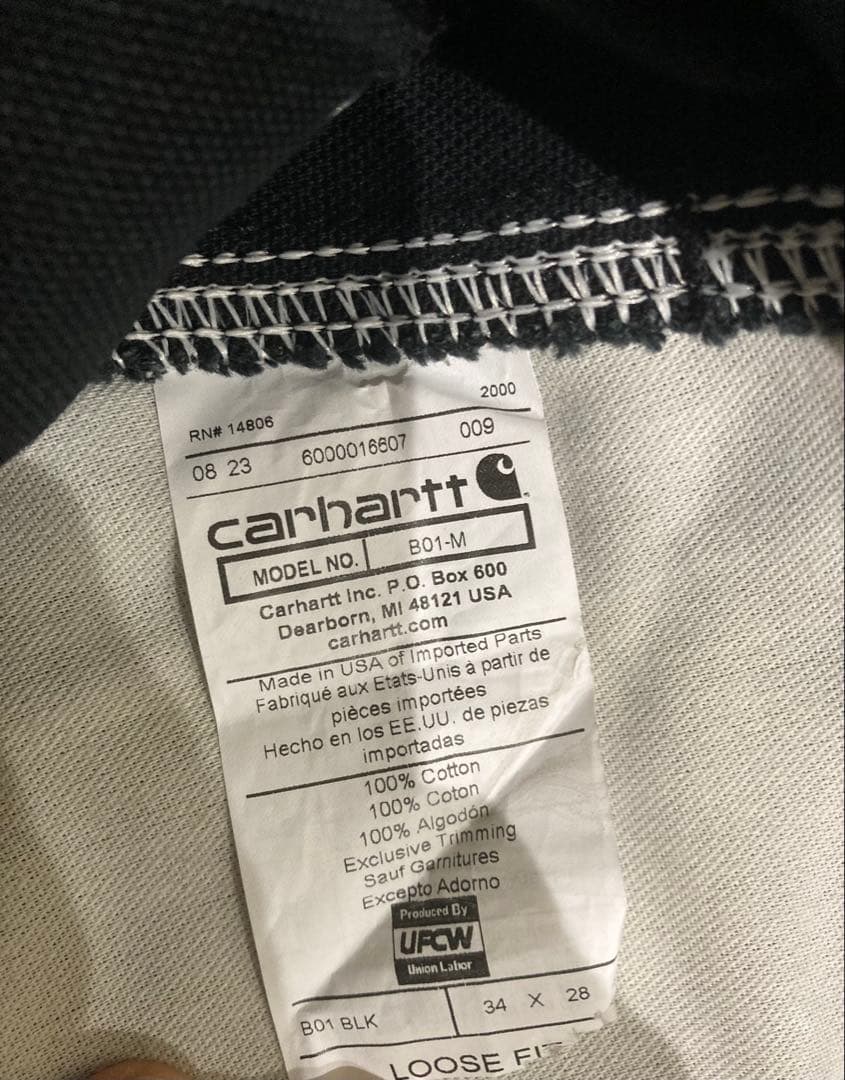 2000
RN# 14806
08 23 6000016607 009
carhartt
MODEL NO. B01-M
Carhartt Inc. P.O. Box 600
Dearborn, MI 48121 USA
carhartt.com
Made in USA of Imported Parts
Fabriqué aux Etats-Unis à partir de
pièces importées
Hecho en los EE.UU. de piezas
importadas
100% Cotton
100% Coton
100% Algodón
Exclusive Trimming
Sauf Garnitures
Excepto Adorno
Produced By
UFCW
Union Labor
B01 BLK 34 X 28
LOOSE FIT